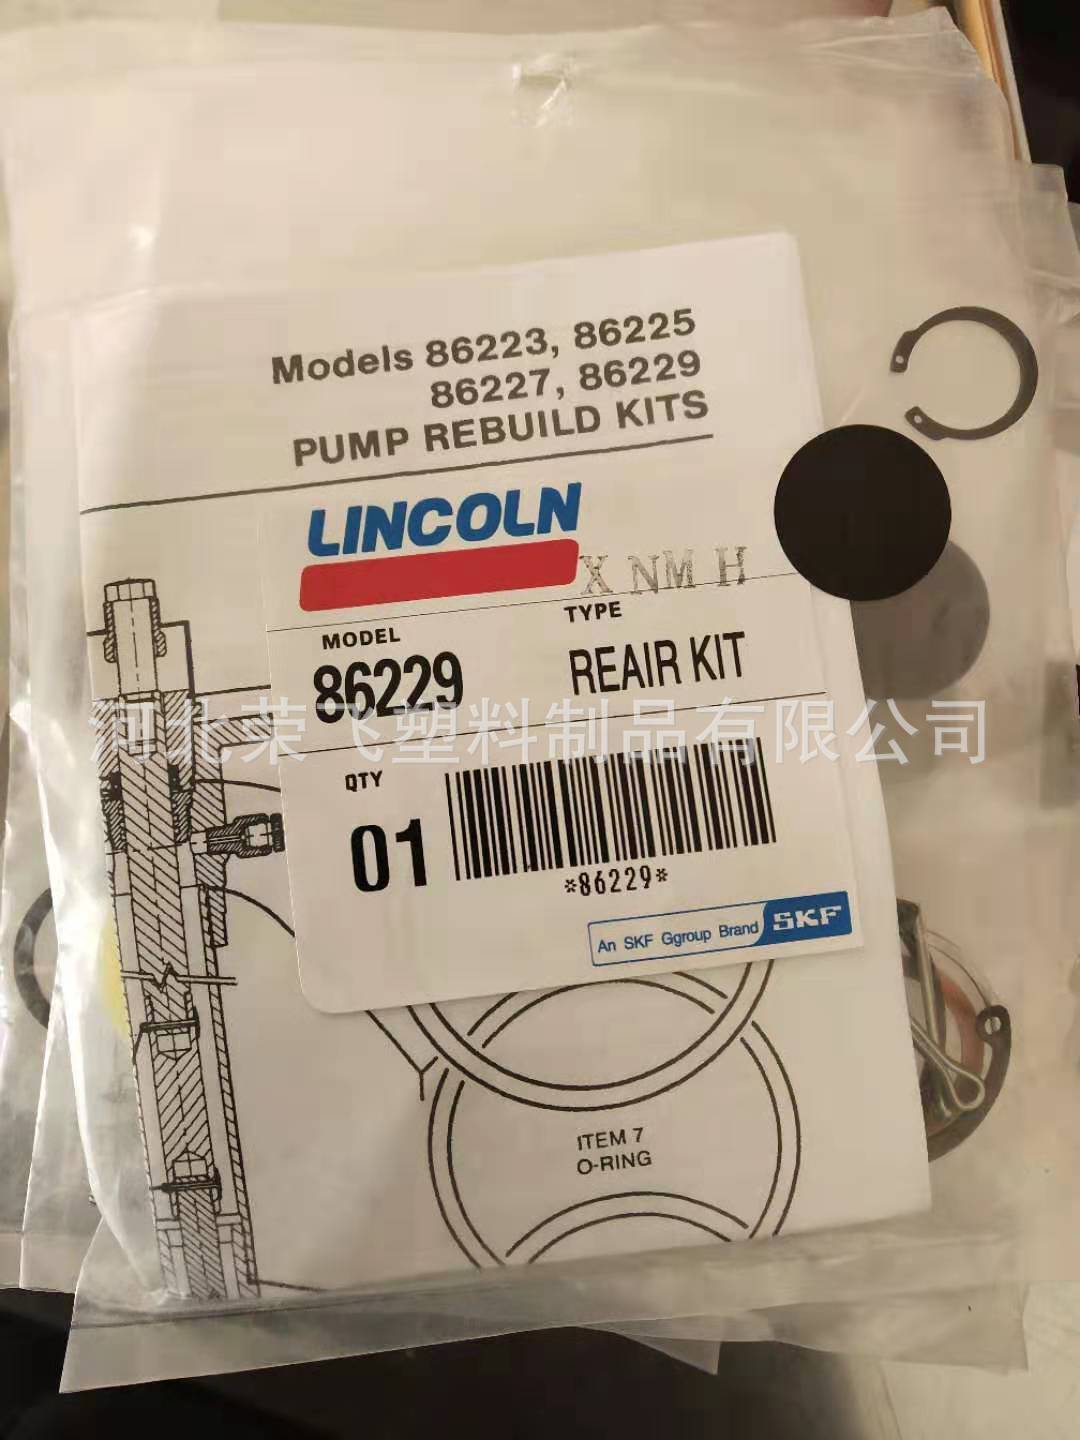 Models 86223, 86225
86227, 86229
PUMP REBUILD KITS
LINCOLN
X NM H
MODEL
TYPE
86229
REAIR KIT
河北荣飞塑料制品有限公司
QTY
01
*86229*
An SKF Ggroup Brand SKF
ITEM 7
O-RING